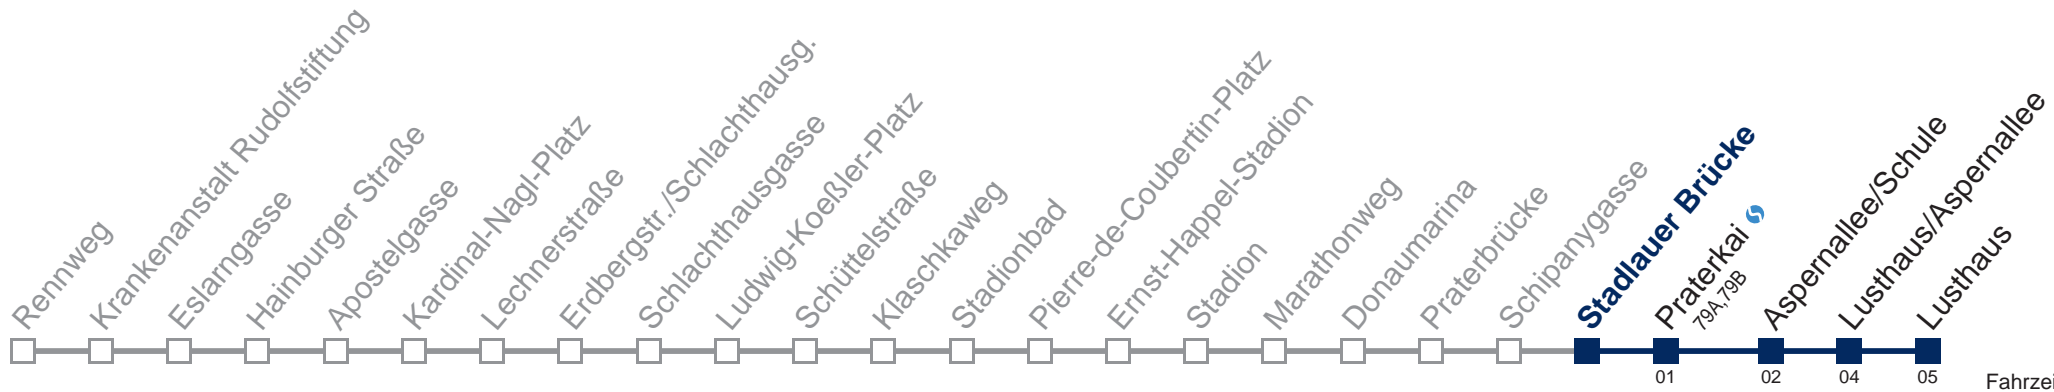 Rennweg
Krankenanstalt Rudolfstiftung
Eslarngasse
Hainburger Straße
Apostelgasse
Kardinal-Nagl-Platz
Lechnerstraße
Erdbergstr./Schlachthausg.
Schlachthausgasse
Ludwig-Koeßler-Platz
Schüttelstraße
Klaschkaweg
Stadionbad
Pierre-de-Coubertin-Platz
Ernst-Happel-Stadion
Stadion
Marathonweg
Donaumarina
Praterbrücke
Schipanygasse
Stadlauer Brücke
Praterkai
79A,79B
Aspernallee/Schule
Lusthaus/Aspernallee
Lusthaus
01
02
04
05
Fahrzei